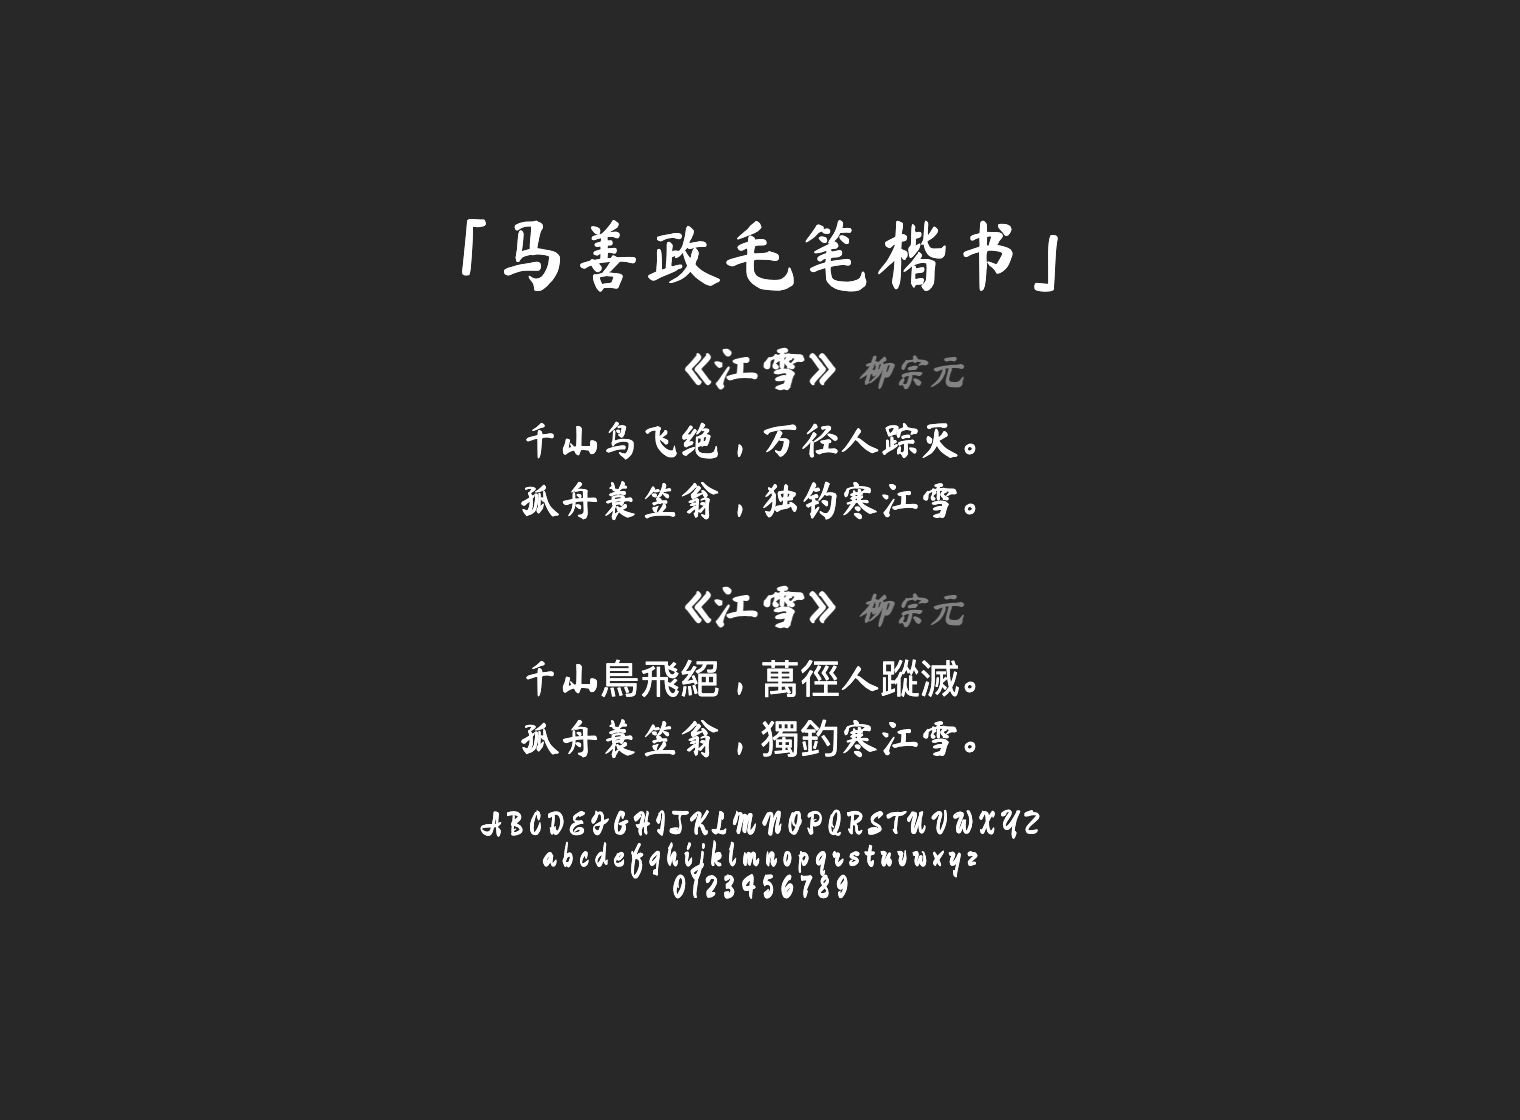 「马善政毛笔楷书」
《江雪》 柳宗元
千山鸟飞绝，万径人踪灭。
孤舟蓑笠翁，独钓寒江雪。
《江雪》 柳宗元
千山鳥飛絕，萬徑人蹤滅。
孤舟蓑笠翁，獨釣寒江雪。
ABCDEFGHIJKLMNOPQRSTUVWXYZ
abcdefghijklmnopqrstuvwxyz
0123456789